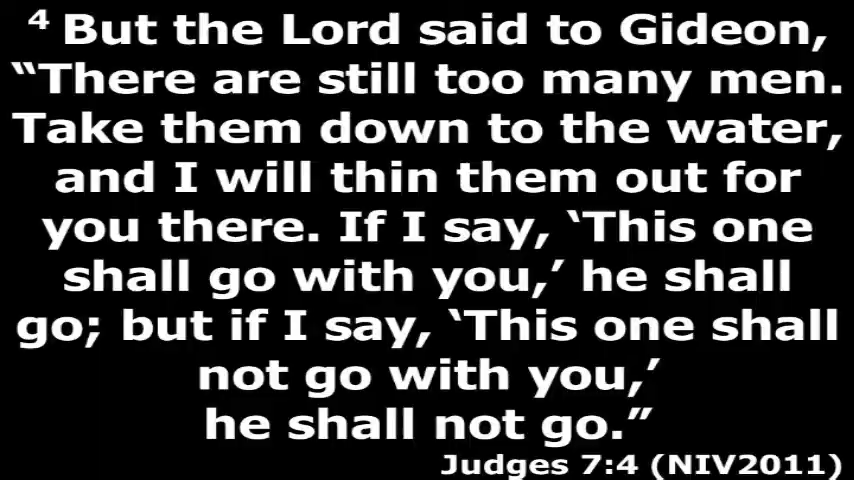 4 But the Lord said to Gideon,
“There are still too many men.
Take them down to the water,
and I will thin them out for
you there. If I say, ‘This one
shall go with you,’ he shall
go; but if I say, ‘This one shall
not go with you,’
he shall not go.”
Judges 7:4 (NIV2011)